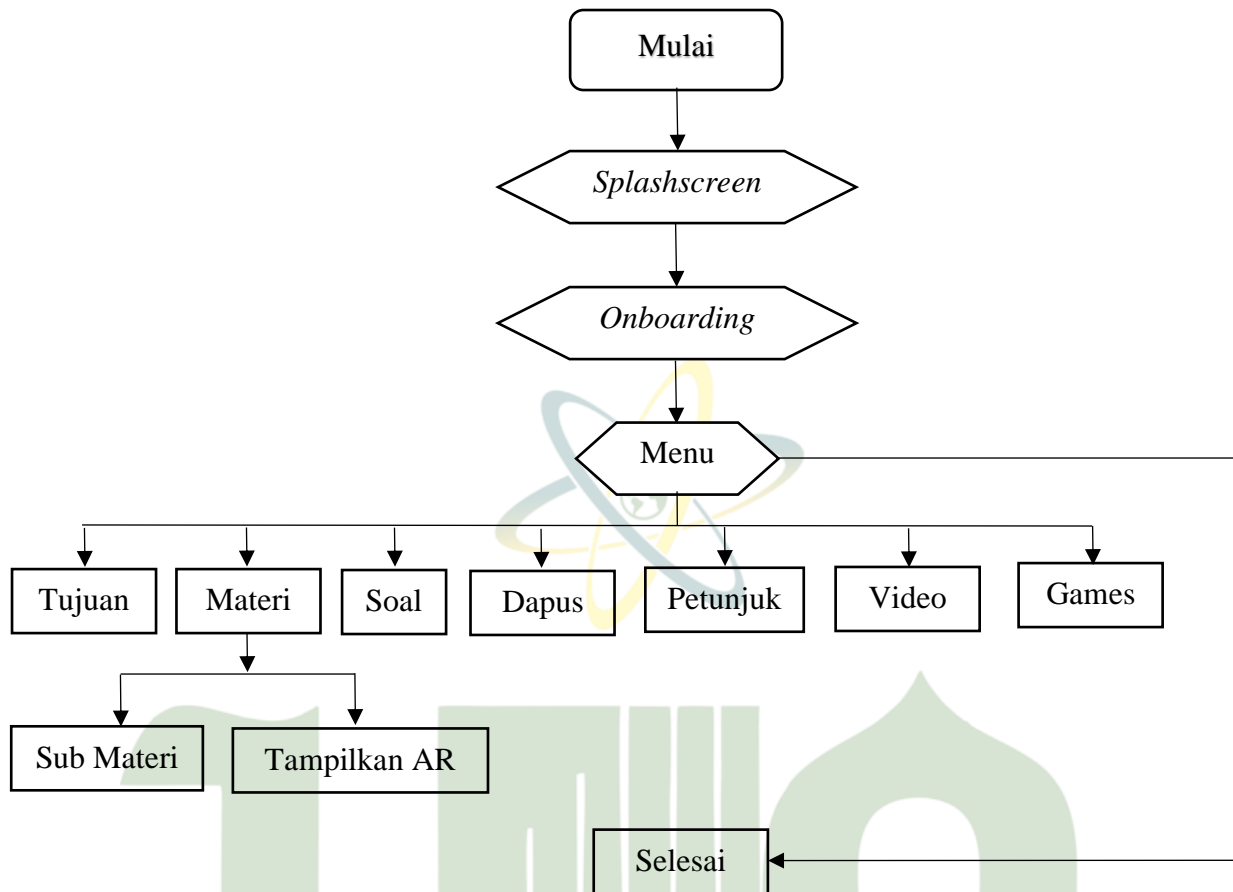 Mulai
Splashscreen
Onboarding
Menu
Tujuan
Materi
Soal
Dapus
Petunjuk
Video
Games
Sub Materi
Tampilkan AR
Selesai